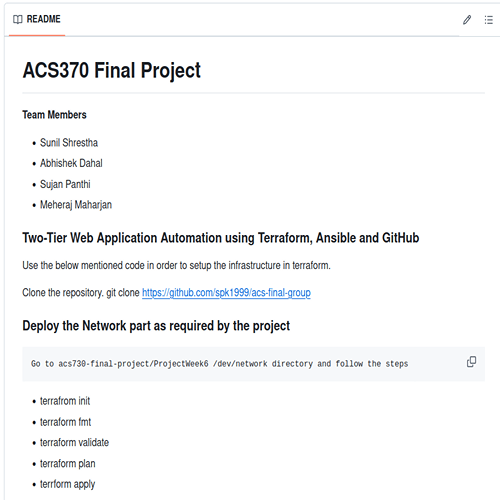 README
ACS370 Final Project
Team Members
Sunil Shrestha
Abhishek Dahal
Sujan Panthi
Meheraj Maharjan
Two-Tier Web Application Automation using Terraform, Ansible and GitHub
Use the below mentioned code in order to setup the infrastructure in terraform.
Clone the repository. git clone https://github.com/spk1999/acs-final-group
Deploy the Network part as required by the project
Go to acs730-final-project/ProjectWeek6 /dev/network directory and follow the steps
terrafrom init
terraform fmt
terraform validate
terraform plan
terrform apply